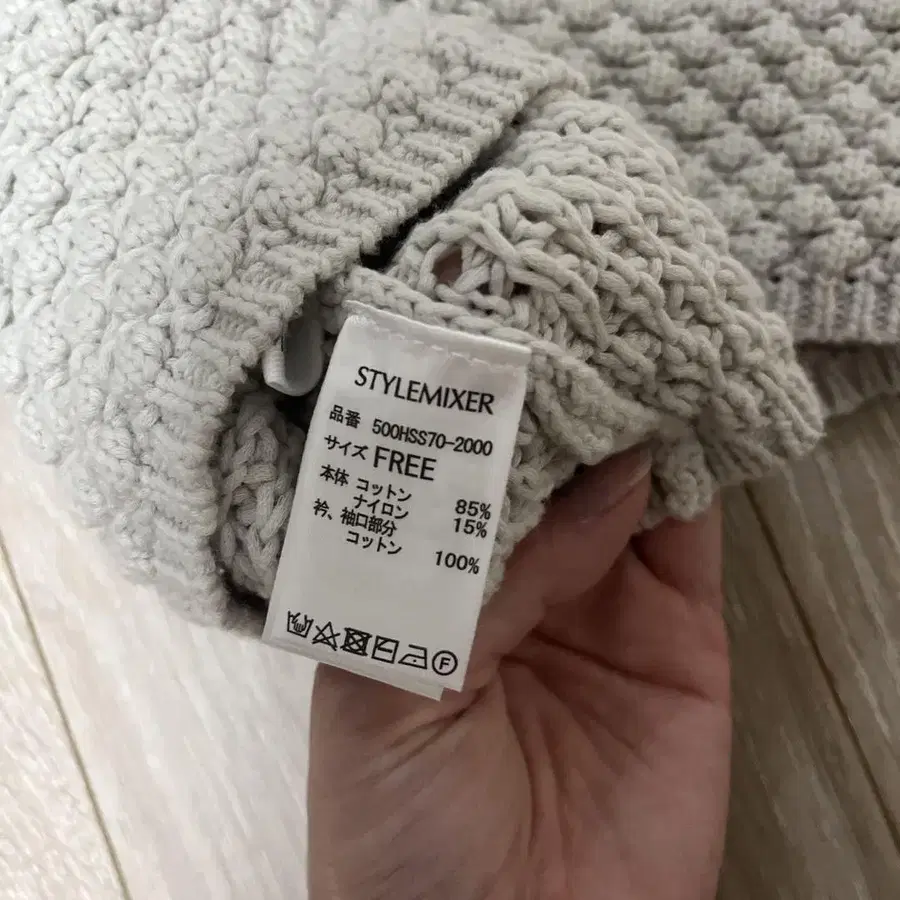 STYLEMIXER
品番 500HSS70-2000
サイズ FREE
本体 コットン 85%
ナイロン 15%
衿、袖口部分
コットン 100%
F